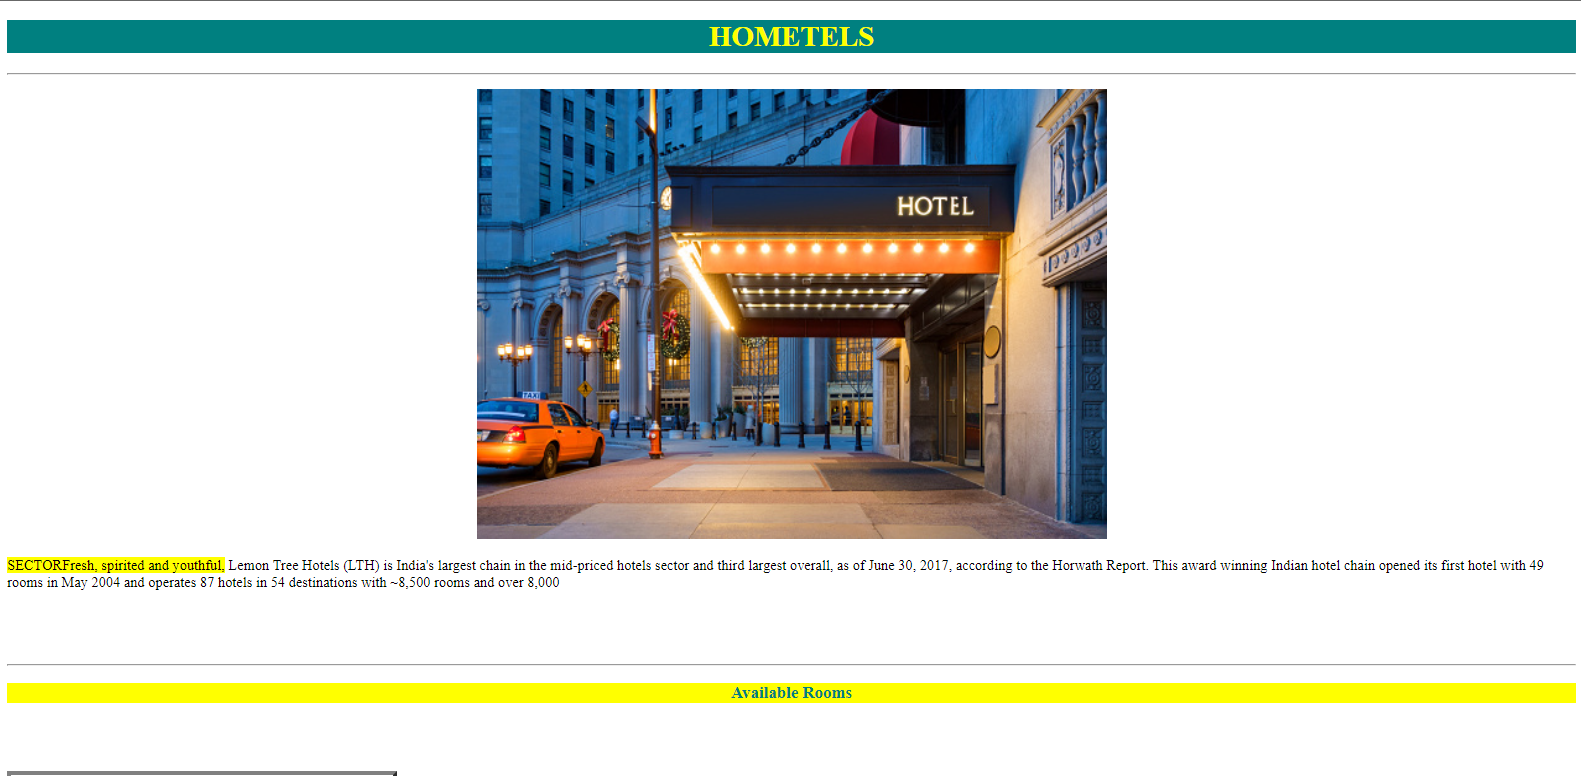 HOMETELS
HOTEL
TAXI
SECTORFresh, spirited and youthful, Lemon Tree Hotels (LTH) is India's largest chain in the mid-priced hotels sector and third largest overall, as of June 30, 2017, according to the Horwath Report. This award winning Indian hotel chain opened its first hotel with 49
rooms in May 2004 and operates 87 hotels in 54 destinations with ~8,500 rooms and over 8,000
Available Rooms